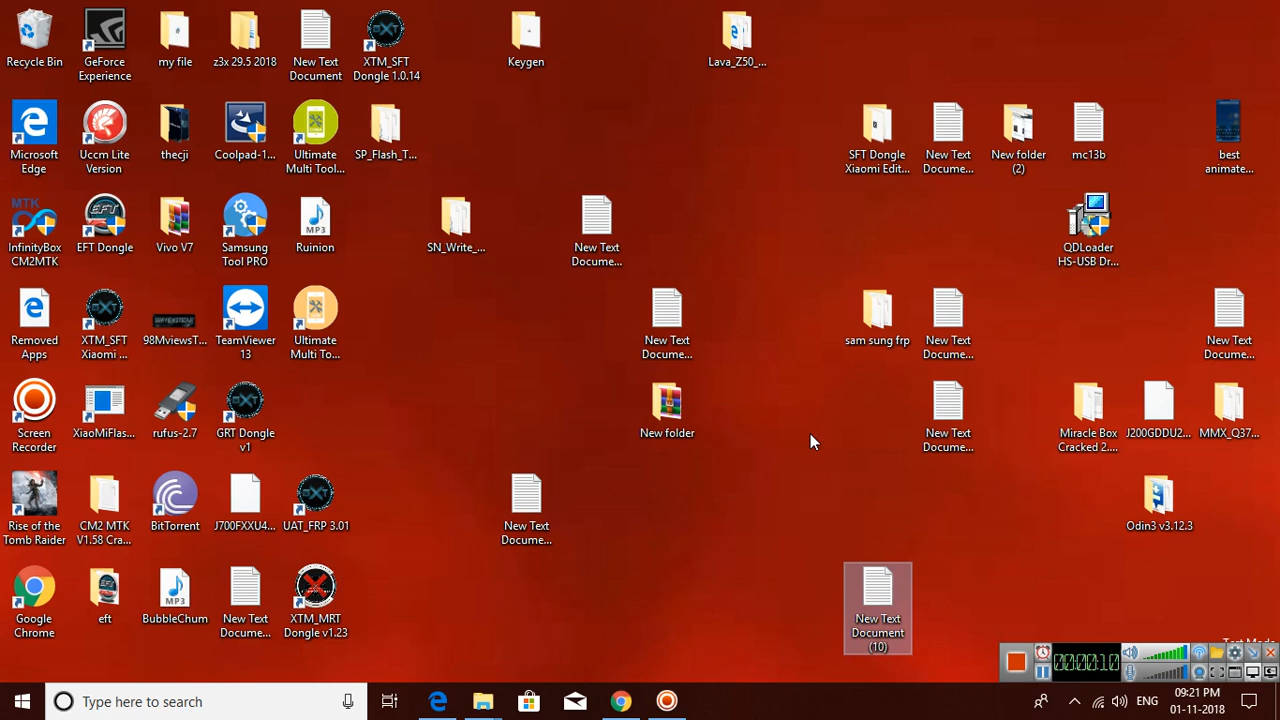 Recycle Bin
GeForce
Experience
my file
z3x 29.5 2018
New Text
Document
XTM_SFT
Dongle 1.0.14
Keygen
Lava_Z50_...
Microsoft
Edge
Uccm Lite
Version
thecji
Coolpad-1...
Ultimate
Multi Tool...
SP_Flash_T...
SFT Dongle
Xiaomi Edit...
New Text
Docume...
New folder
(2)
mc13b
best
animate...
MTK
InfinityBox
CM2MTK
EFT
EFT Dongle
Vivo V7
Samsung
Tool PRO
MP3
Ruinion
SN_Write_...
New Text
Docume...
QDLoader
HS-USB Dr...
Removed
Apps
XTM_SFT
Xiaomi ...
98MviewsT...
TeamViewer
13
Ultimate
Multi To...
New Text
Docume...
sam sung frp
New Text
Docume...
New Text
Docume...
Screen
Recorder
XiaoMiFlas...
rufus-2.7
GRT Dongle
v1
New folder
New Text
Docume...
Miracle Box
Cracked 2....
J200GDDU2...
MMX_Q37...
Rise of the
Tomb Raider
CM2 MTK
V1.58 Cra...
BitTorrent
J700FXXU4...
UAT_FRP 3.01
New Text
Docume...
Odin3 v3.12.3
Google
Chrome
eft
MP3
BubbleChum
New Text
Docume...
XTM_MRT
Dongle v1.23
New Text
Document
(10)
00:00:10
Type here to search
ENG
09:21 PM
01-11-2018